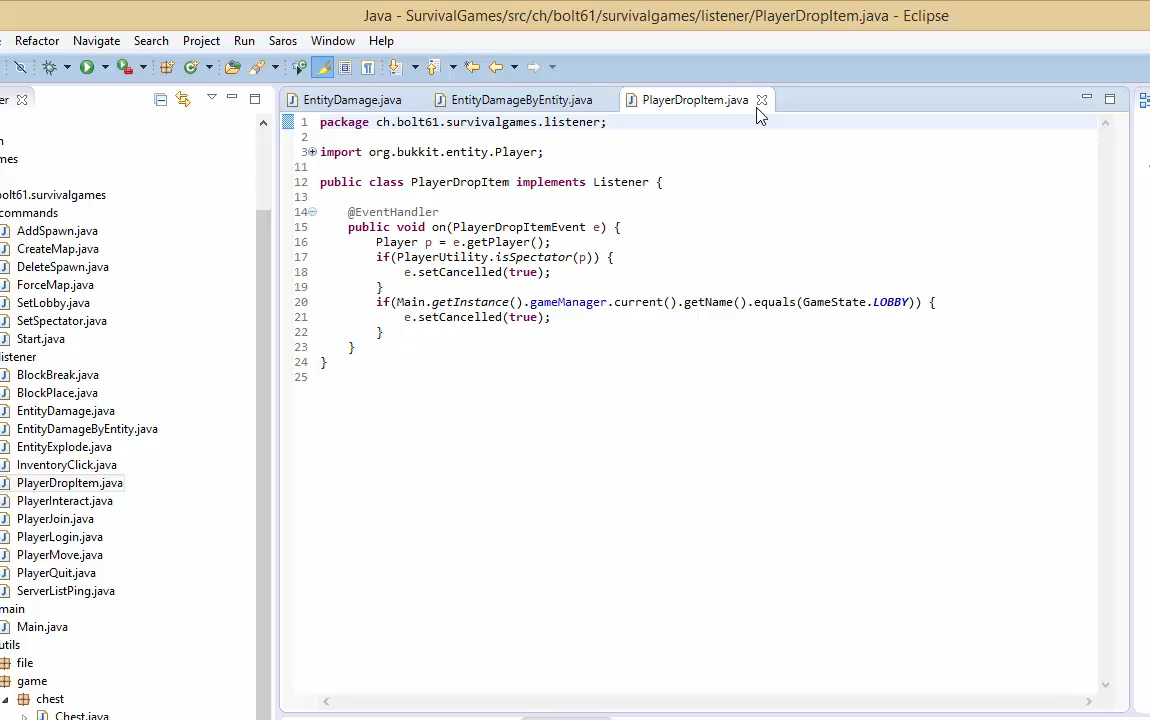 Java - SurvivalGames/src/ch/bolt61/survivalgames/listener/PlayerDropItem.java - Eclipse
Refactor Navigate Search Project Run Saros Window Help
er
EntityDamage.java EntityDamageByEntity.java PlayerDropItem.java
n
mes
olt61.survivalgames
commands
AddSpawn.java
CreateMap.java
DeleteSpawn.java
ForceMap.java
SetLobby.java
SetSpectator.java
Start.java
listener
BlockBreak.java
BlockPlace.java
EntityDamage.java
EntityDamageByEntity.java
EntityExplode.java
InventoryClick.java
PlayerDropItem.java
PlayerInteract.java
PlayerJoin.java
PlayerLogin.java
PlayerMove.java
PlayerQuit.java
ServerListPing.java
main
Main.java
utils
file
game
chest
Chest.java
1 package ch.bolt61.survivalgames.listener;
2
3 import org.bukkit.entity.Player;
11
12 public class PlayerDropItem implements Listener {
13
14 @EventHandler
15 public void on(PlayerDropItemEvent e) {
16 Player p = e.getPlayer();
17 if(PlayerUtility.isSpectator(p)) {
18 e.setCancelled(true);
19 }
20 if(Main.getInstance().gameManager.current().getName().equals(GameState.LOBBY)) {
21 e.setCancelled(true);
22 }
23 }
24 }
25